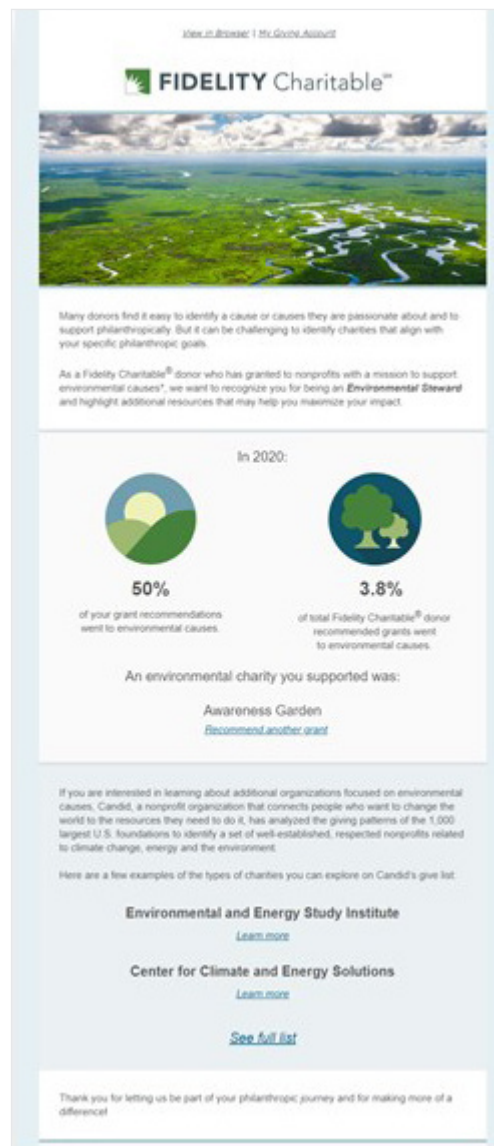 View in Browser | My Giving Account
FIDELITY Charitable℠
Many donors find it easy to identify a cause or causes they are passionate about and to
support philanthropically. But it can be challenging to identify charities that align with
your specific philanthropic goals.
As a Fidelity Charitable® donor who has granted to nonprofits with a mission to support
environmental causes*, we want to recognize you for being an Environmental Steward
and highlight additional resources that may help you maximize your impact.
In 2020:
50%
of your grant recommendations
went to environmental causes.
3.8%
of total Fidelity Charitable® donor
recommended grants went
to environmental causes.
An environmental charity you supported was:
Awareness Garden
Recommend another grant
If you are interested in learning about additional organizations focused on environmental
causes, Candid, a nonprofit organization that connects people who want to change the
world to the resources they need to do it, has analyzed the giving patterns of the 1,000
largest U.S. foundations to identify a set of well-established, respected nonprofits related
to climate change, energy and the environment.
Here are a few examples of the types of charities you can explore on Candid's give list:
Environmental and Energy Study Institute
Learn more
Center for Climate and Energy Solutions
Learn more
See full list
Thank you for letting us be part of your philanthropic journey and for making more of a
difference!